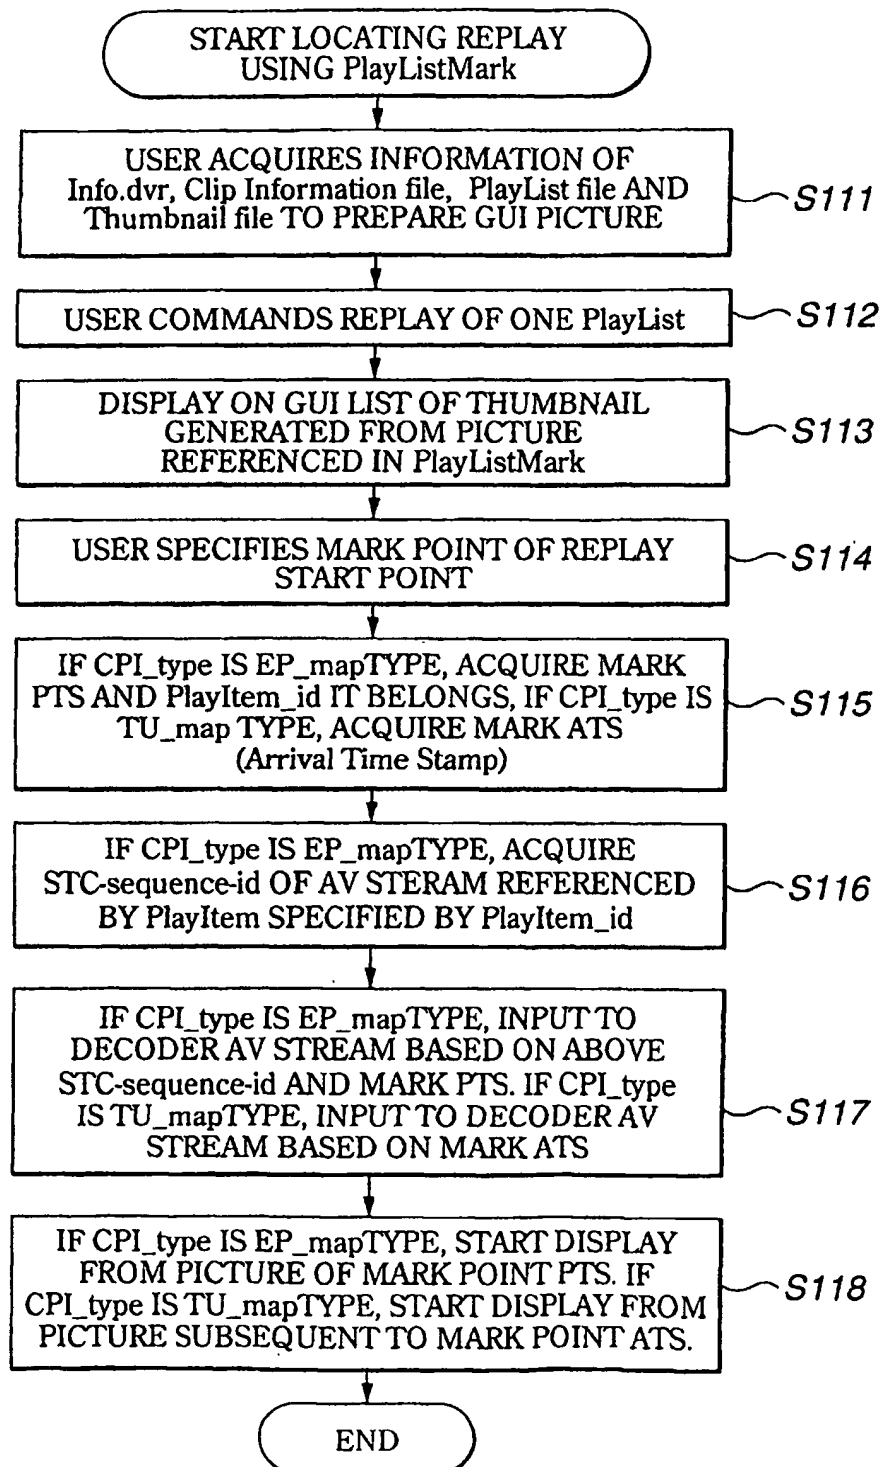 START LOCATING REPLAY
USING PlayListMark
USER ACQUIRES INFORMATION OF
Info.dvr, Clip Information file, PlayList file AND
Thumbnail file TO PREPARE GUI PICTURE
S111
USER COMMANDS REPLAY OF ONE PlayList
S112
DISPLAY ON GUI LIST OF THUMBNAIL
GENERATED FROM PICTURE
REFERENCED IN PlayListMark
S113
USER SPECIFIES MARK POINT OF REPLAY
START POINT
S114
IF CPI_type IS EP_mapTYPE, ACQUIRE MARK
PTS AND PlayItem_id IT BELONGS, IF CPI_type IS
TU_map TYPE, ACQUIRE MARK ATS
(Arrival Time Stamp)
S115
IF CPI_type IS EP_mapTYPE, ACQUIRE
STC-sequence-id OF AV STERAM REFERENCED
BY PlayItem SPECIFIED BY PlayItem_id
S116
IF CPI_type IS EP_mapTYPE, INPUT TO
DECODER AV STREAM BASED ON ABOVE
STC-sequence-id AND MARK PTS. IF CPI_type
IS TU_mapTYPE, INPUT TO DECODER AV
STREAM BASED ON MARK ATS
S117
IF CPI_type IS EP_mapTYPE, START DISPLAY
FROM PICTURE OF MARK POINT PTS. IF
CPI_type IS TU_mapTYPE, START DISPLAY FROM
PICTURE SUBSEQUENT TO MARK POINT ATS.
S118
END